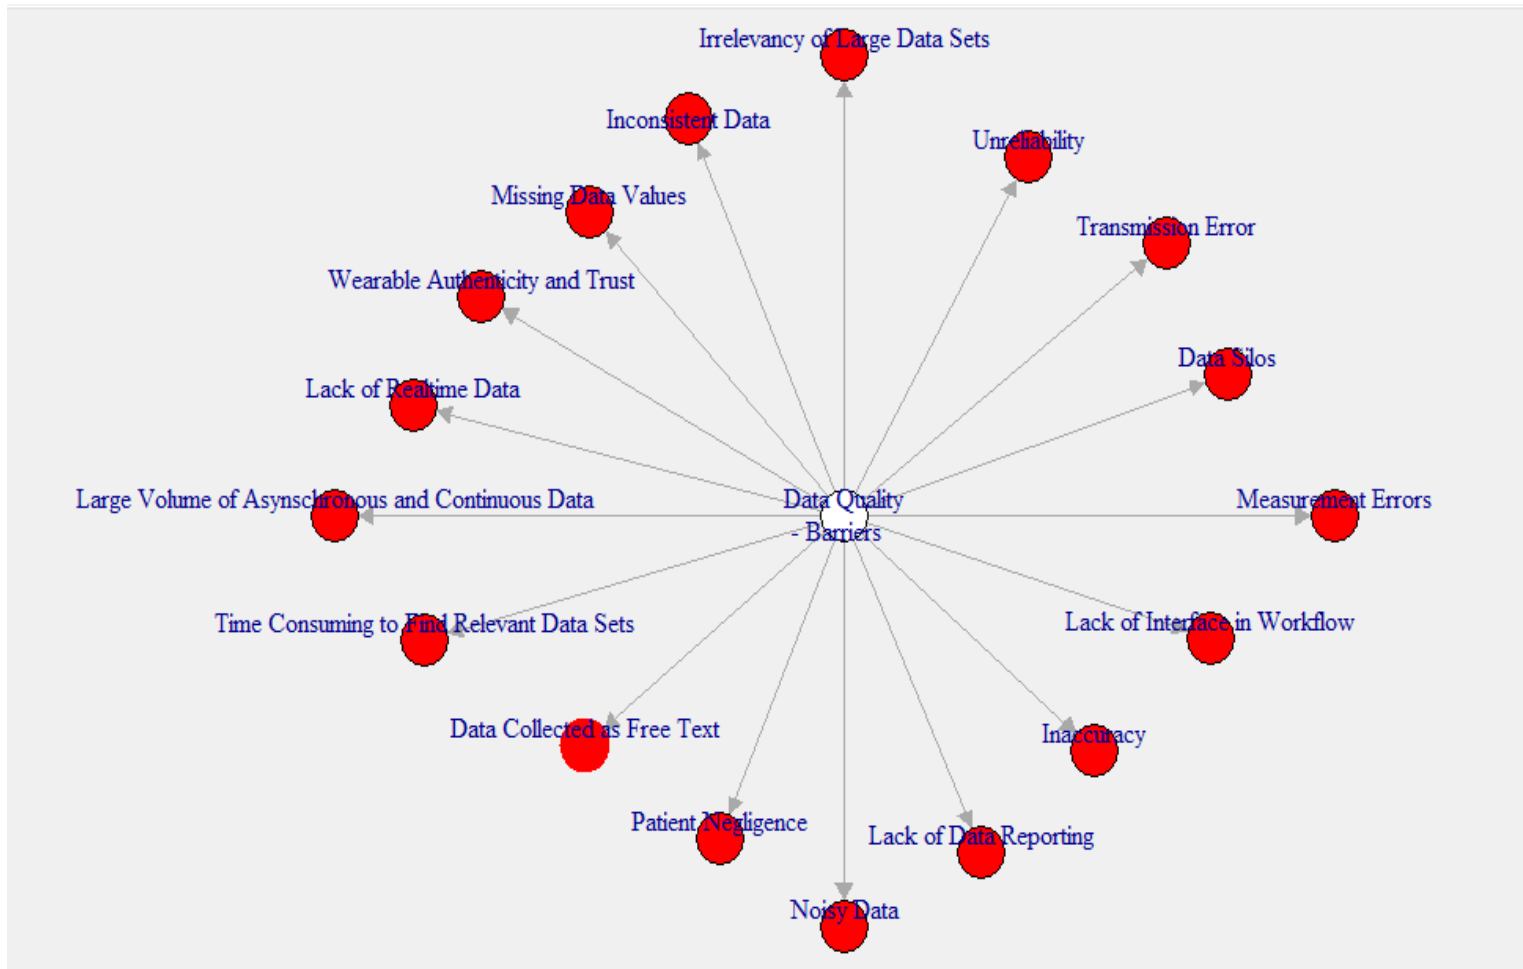 Irrelevancy of Large Data Sets
Inconsistent Data
Unreliability
Missing Data Values
Transmission Error
Wearable Authenticity and Trust
Data Silos
Lack of Realtime Data
Large Volume of Asynschronous and Continuous Data
Data Quality
- Barriers
Measurement Errors
Time Consuming to Find Relevant Data Sets
Lack of Interface in Workflow
Data Collected as Free Text
Inaccuracy
Patient Negligence
Lack of Data Reporting
Noisy Data